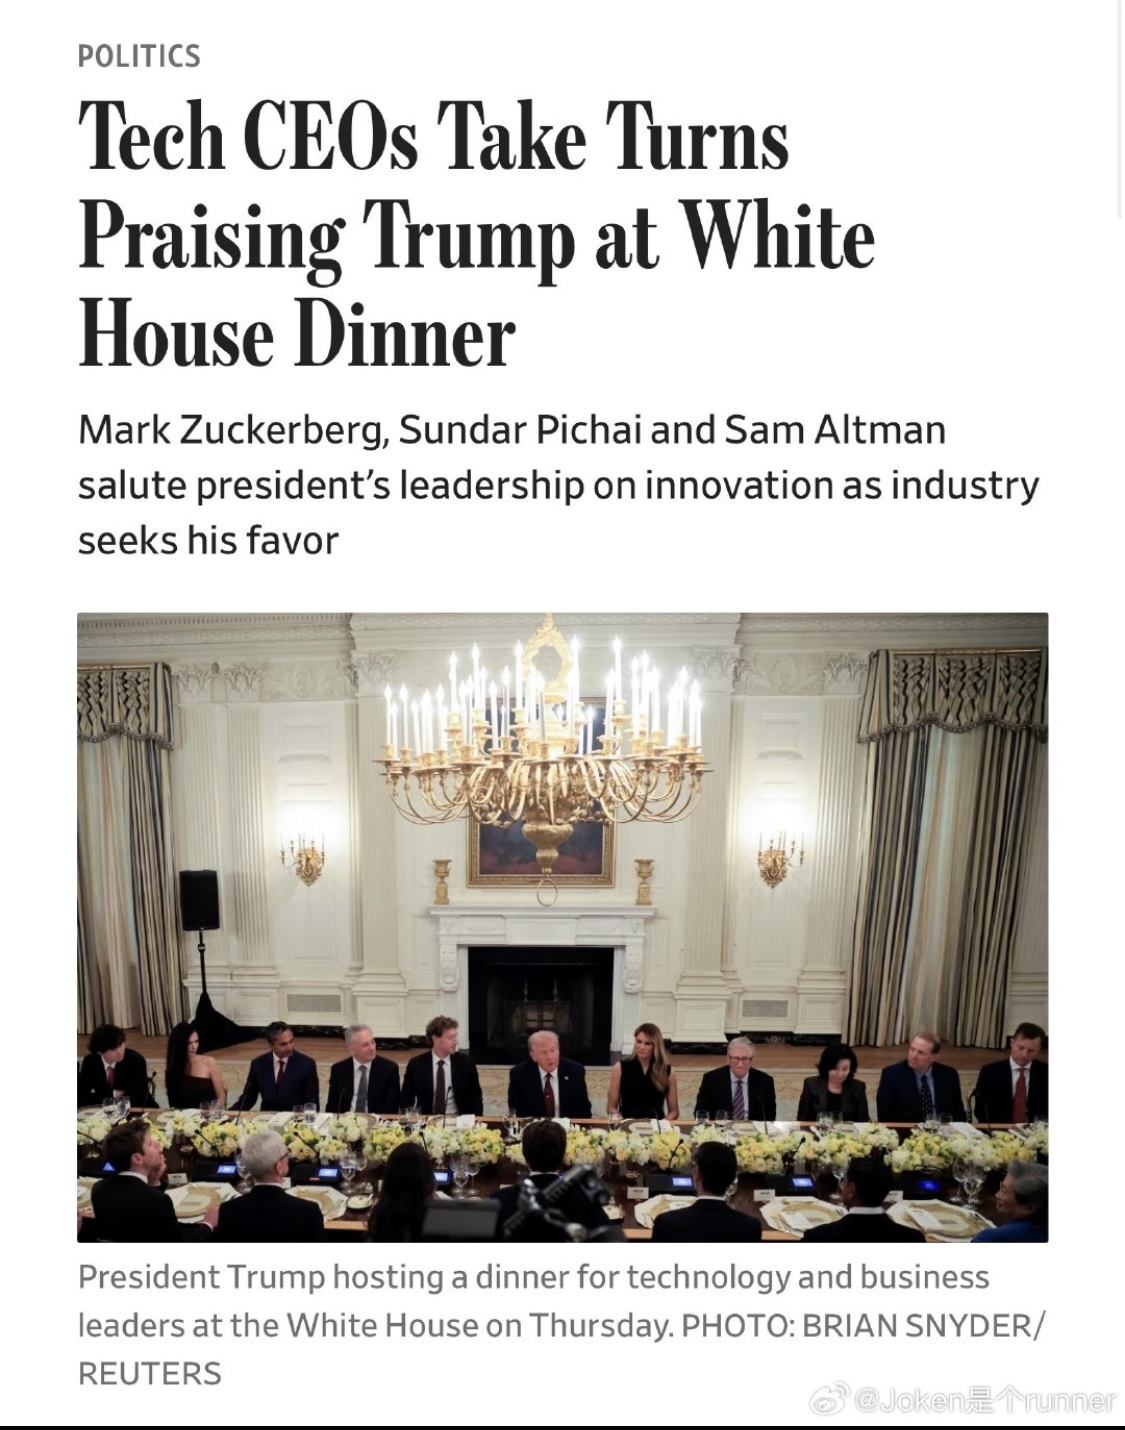 POLITICS
Tech CEOs Take Turns
Praising Trump at White
House Dinner
Mark Zuckerberg, Sundar Pichai and Sam Altman
salute president’s leadership on innovation as industry
seeks his favor
President Trump hosting a dinner for technology and business
leaders at the White House on Thursday. PHOTO: BRIAN SNYDER/
REUTERS
@Joken是个runner